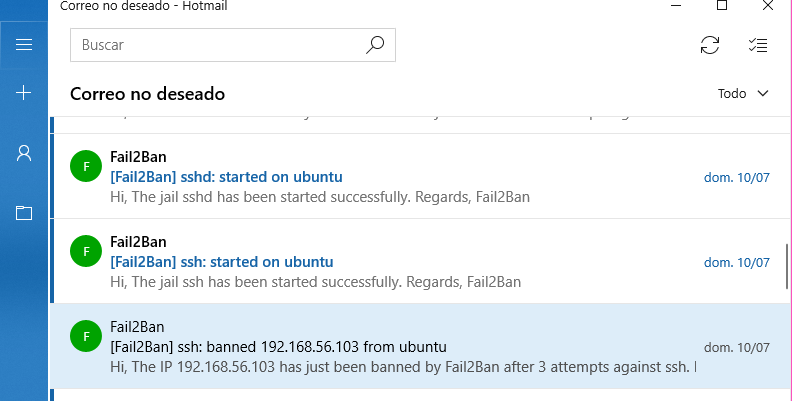 Correo no deseado - Hotmail
Buscar
Correo no deseado
Todo
Fail2Ban
[Fail2Ban] sshd: started on ubuntu
dom. 10/07
Hi, The jail sshd has been started successfully. Regards, Fail2Ban
Fail2Ban
[Fail2Ban] ssh: started on ubuntu
dom. 10/07
Hi, The jail ssh has been started successfully. Regards, Fail2Ban
Fail2Ban
[Fail2Ban] ssh: banned 192.168.56.103 from ubuntu
dom. 10/07
Hi, The IP 192.168.56.103 has just been banned by Fail2Ban after 3 attempts against ssh.
F
F
F